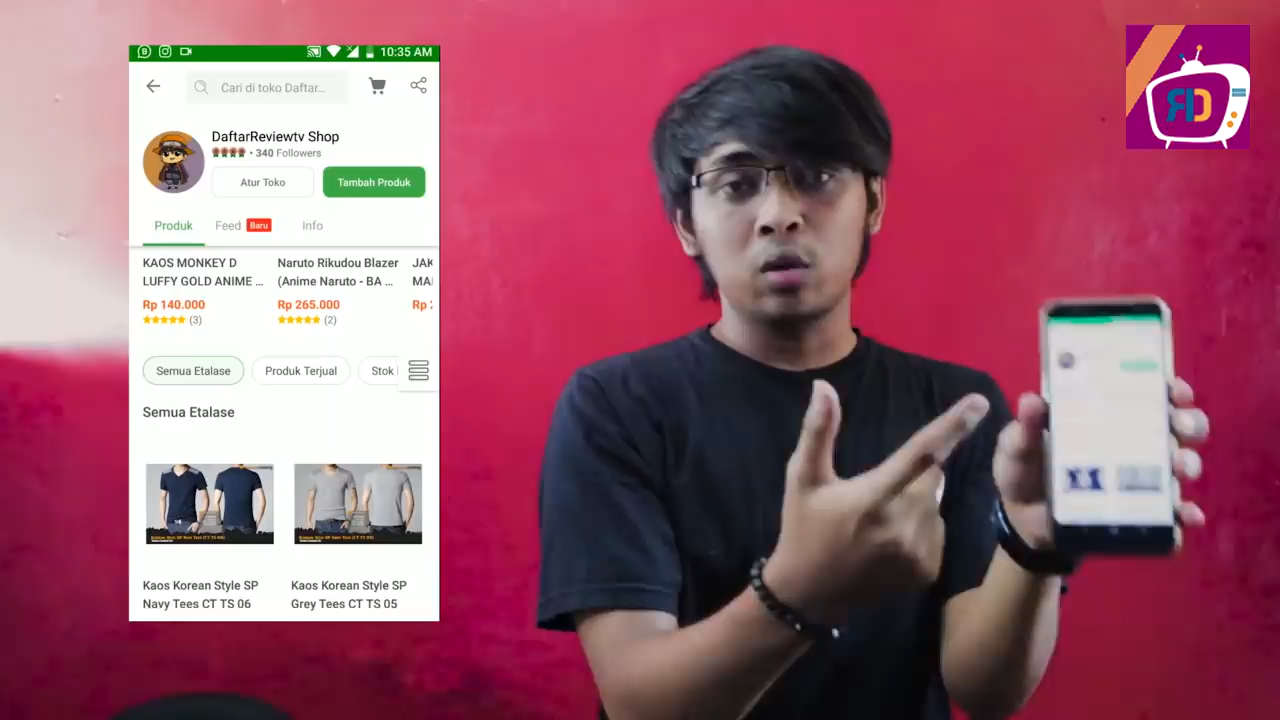 10:35 AM
Cari di toko Daftar...
DaftarReviewtv Shop
• 340 Followers
Atur Toko
Tambah Produk
Produk
Feed
Baru
Info
KAOS MONKEY D
LUFFY GOLD ANIME ...
Rp 140.000
(3)
Naruto Rikudou Blazer
(Anime Naruto - BA ...
Rp 265.000
(2)
JAK
MA
Rp 2
Semua Etalase
Produk Terjual
Stok
Semua Etalase
Kaos Korean Style SP
Navy Tees CT TS 06
Kaos Korean Style SP
Grey Tees CT TS 05